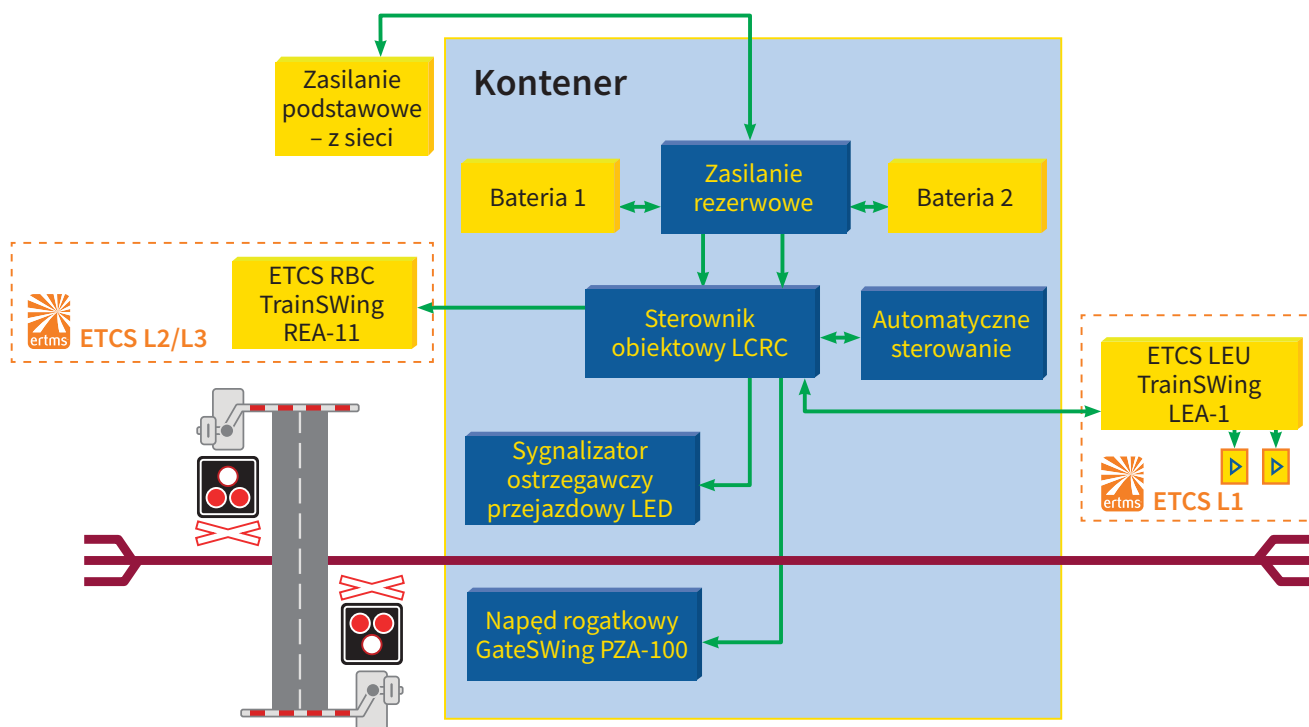 Zasilanie
podstawowe
– z sieci
Kontener
Bateria 1
Zasilanie
rezerwowe
Bateria 2
ETCS RBC
TrainSWing
REA-11
ertms
ETCS L2/L3
Sterownik
obiektowy LCRC
Automatyczne
sterowanie
ETCS LEU
TrainSWing
LEA-1
ertms
ETCS L1
Sygnalizator
ostrzegawczy
przejazdowy LED
Napęd rogatkowy
GateSWing PZA-100